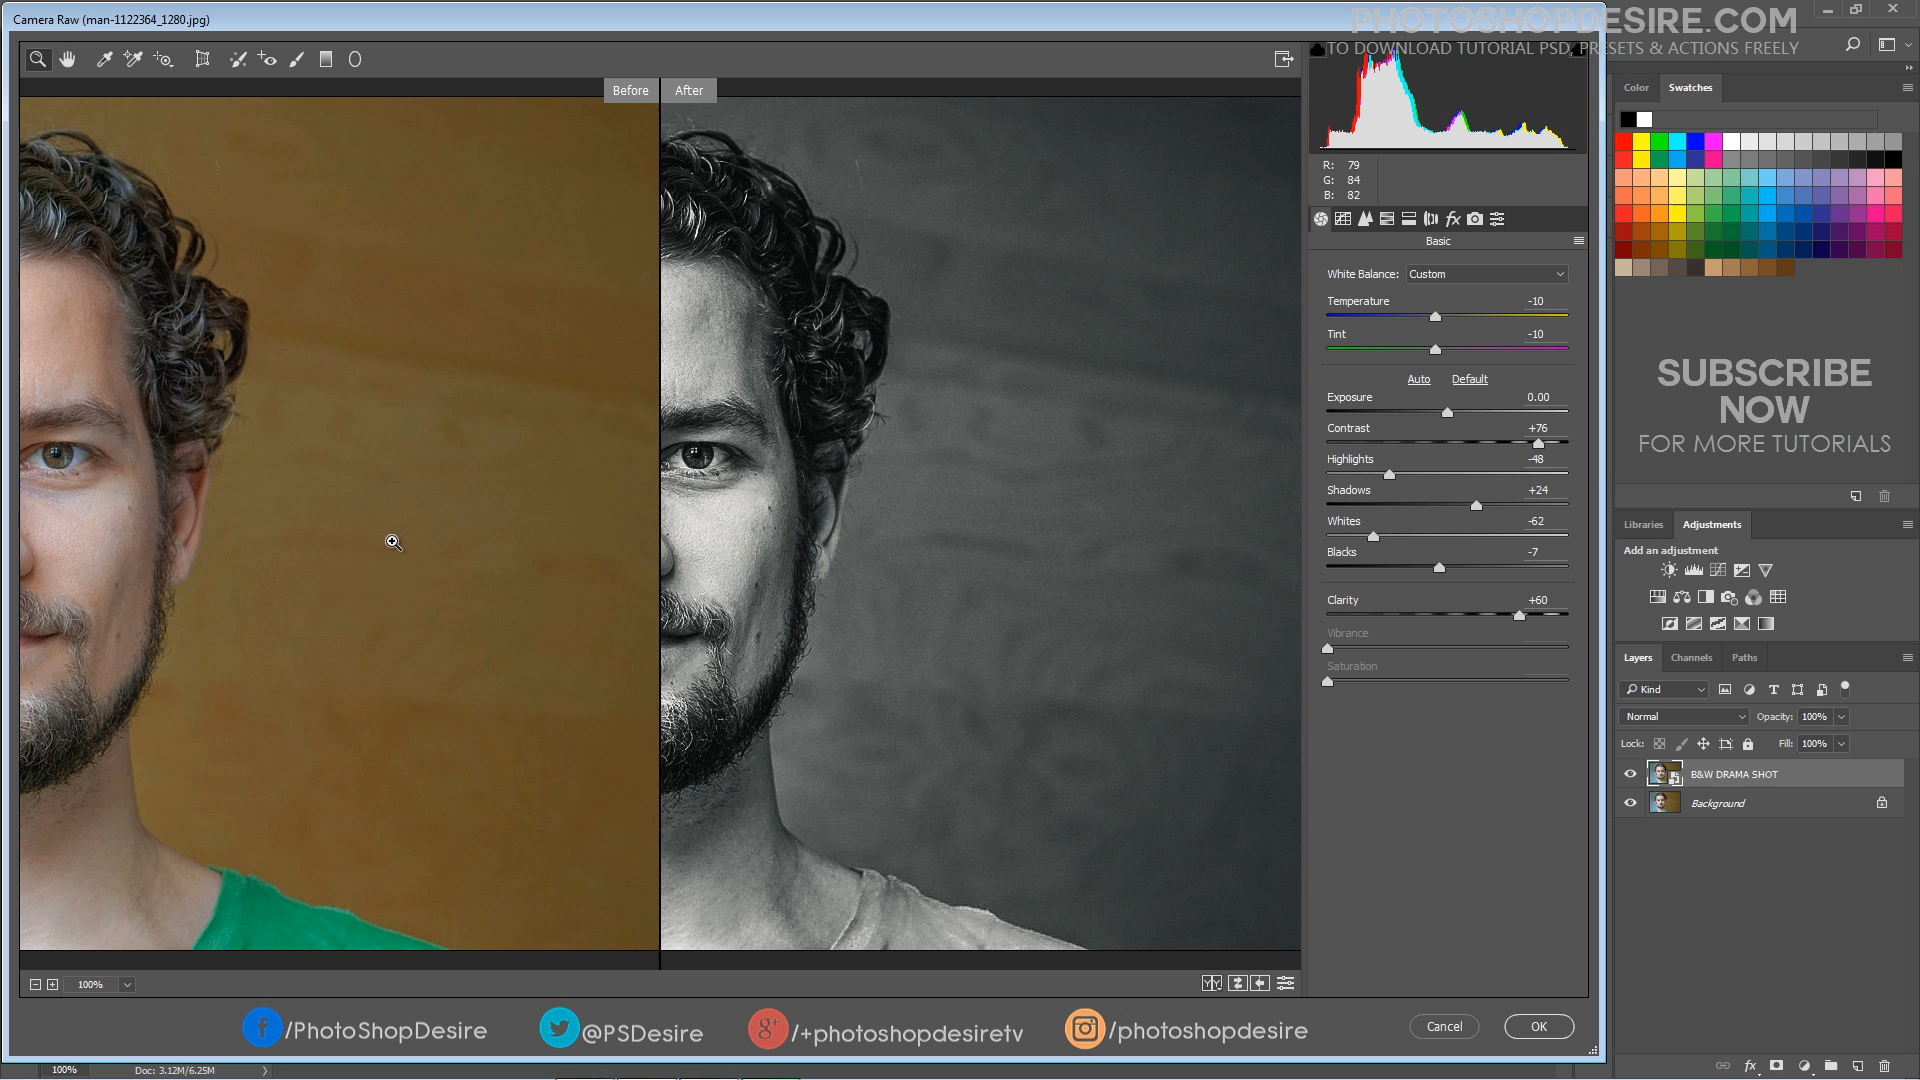 Camera Raw (man-1122364_1280.jpg)
PHOTOSHOPDESIRE.COM
TO DOWNLOAD TUTORIAL PSD, PRESETS & ACTIONS FREELY
Before
After
R: 79
G: 84
B: 82
fx
Basic
White Balance: Custom
Temperature -10
Tint -10
Auto Default
Exposure 0.00
Contrast +76
Highlights -48
Shadows +24
Whites -62
Blacks -7
Clarity +60
Vibrance
Saturation
Color Swatches
SUBSCRIBE
NOW
FOR MORE TUTORIALS
Libraries Adjustments
Add an adjustment
Layers Channels Paths
Kind
Normal Opacity: 100%
Lock: Fill: 100%
B&W DRAMA SHOT
Background
100%
/PhotoShopDesire
@PSDesire
g+ /+photoshopdesiretv
/photoshopdesire
Cancel OK
100% Doc: 3.12M/6.25M
fx